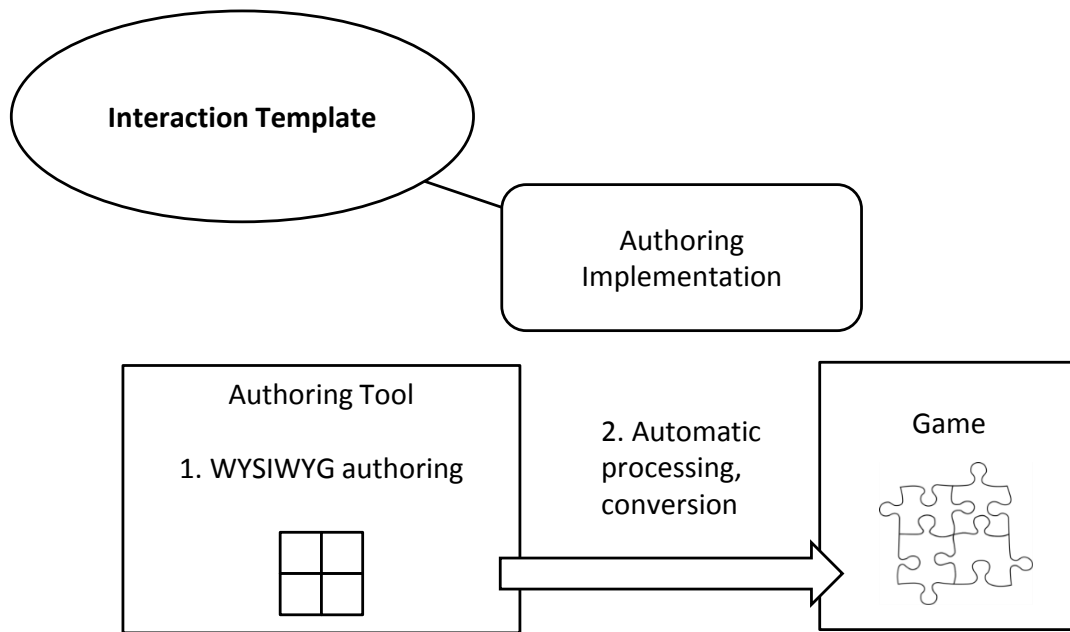 Interaction Template
Authoring
Implementation
Authoring Tool
1. WYSIWYG authoring
2. Automatic
processing,
conversion
Game